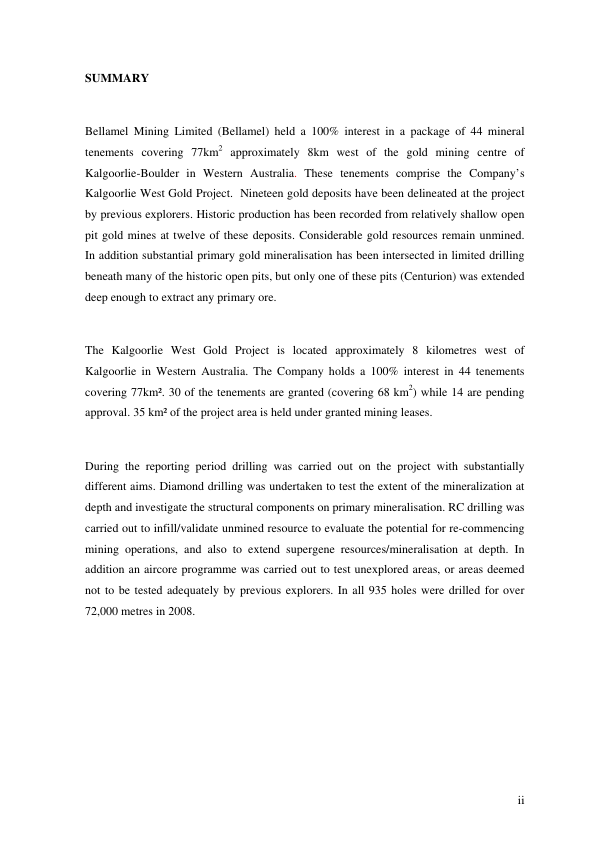 SUMMARY
Bellamel Mining Limited (Bellamel) held a 100% interest in a package of 44 mineral
tenements covering 77km² approximately 8km west of the gold mining centre of
Kalgoorlie-Boulder in Western Australia. These tenements comprise the Company's
Kalgoorlie West Gold Project.  Nineteen gold deposits have been delineated at the project
by previous explorers. Historic production has been recorded from relatively shallow open
pit gold mines at twelve of these deposits. Considerable gold resources remain unmined.
In addition substantial primary gold mineralisation has been intersected in limited drilling
beneath many of the historic open pits, but only one of these pits (Centurion) was extended
deep enough to extract any primary ore.
The Kalgoorlie West Gold Project is located approximately 8 kilometres west of
Kalgoorlie in Western Australia. The Company holds a 100% interest in 44 tenements
covering 77km². 30 of the tenements are granted (covering 68 km²) while 14 are pending
approval. 35 km² of the project area is held under granted mining leases.
During the reporting period drilling was carried out on the project with substantially
different aims. Diamond drilling was undertaken to test the extent of the mineralization at
depth and investigate the structural components on primary mineralisation. RC drilling was
carried out to infill/validate unmined resource to evaluate the potential for re-commencing
mining operations, and also to extend supergene resources/mineralisation at depth. In
addition an aircore programme was carried out to test unexplored areas, or areas deemed
not to be tested adequately by previous explorers. In all 935 holes were drilled for over
72,000 metres in 2008.
ii